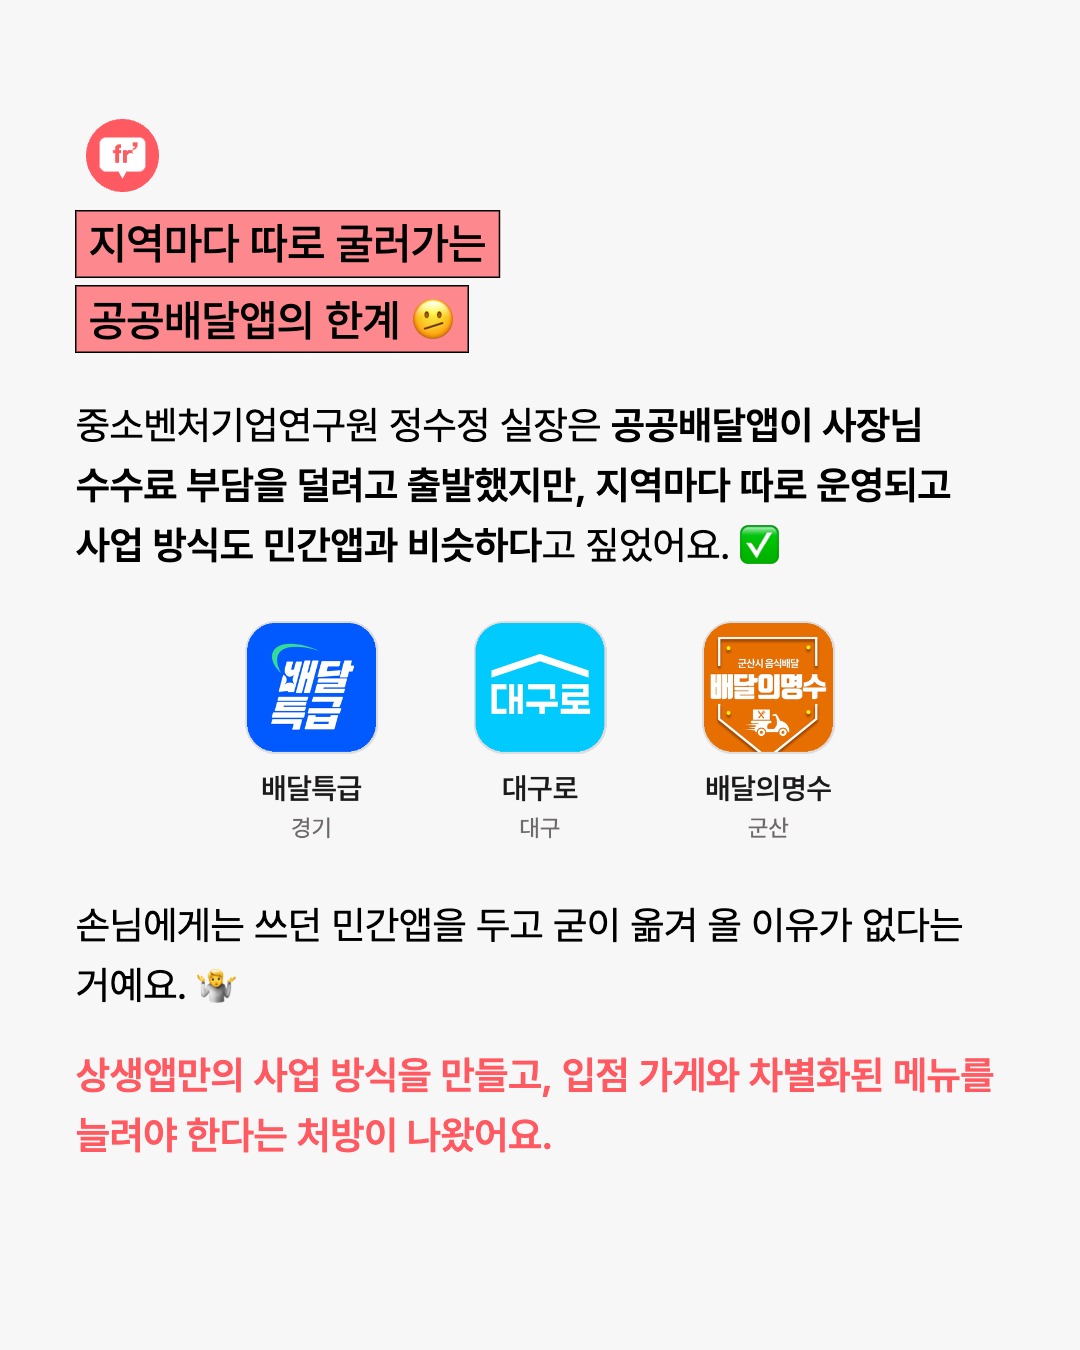 fr'
지역마다 따로 굴러가는
공공배달앱의 한계 🫤
중소벤처기업연구원 정수정 실장은 공공배달앱이 사장님
수수료 부담을 덜려고 출발했지만, 지역마다 따로 운영되고
사업 방식도 민간앱과 비슷하다고 짚었어요. ✅
배달
특급
대구로
군산시 음식배달
배달의명수
배달특급
대구로
배달의명수
경기
대구
군산
손님에게는 쓰던 민간앱을 두고 굳이 옮겨 올 이유가 없다는
거예요. 🤷
상생앱만의 사업 방식을 만들고, 입점 가게와 차별화된 메뉴를
늘려야 한다는 처방이 나왔어요.